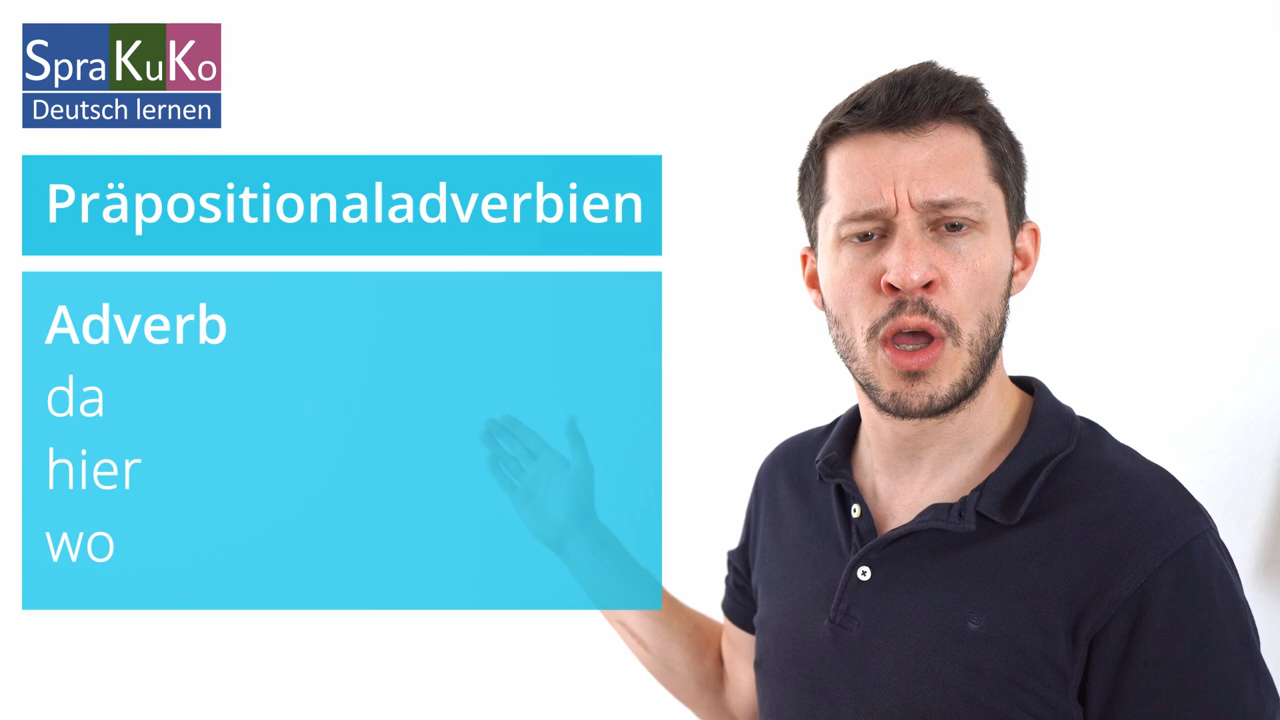 SpraKuKo
Deutsch lernen
Präpositionaladverbien
Adverb
da
hier
wo